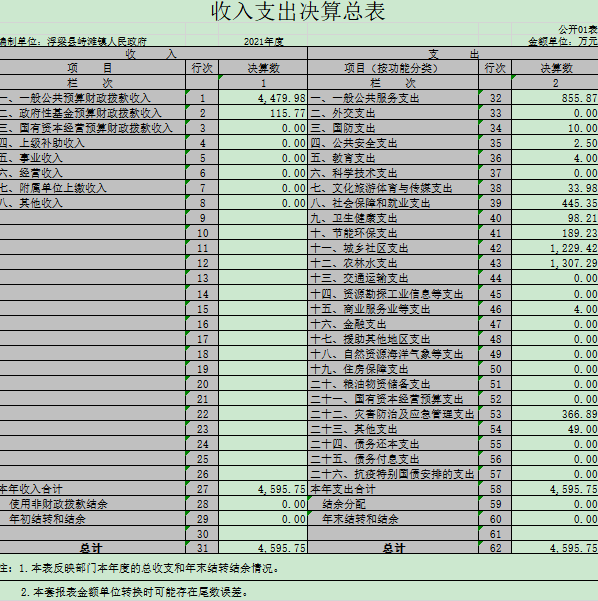 收入支出决算总表
公开01表
编制单位：浮梁县峙滩镇人民政府 2021年度 金额单位：万元
收 入 支 出
项 目 行次 决算数 项目（按功能分类） 行次 决算数
栏 次 1 栏 次 2
一、一般公共预算财政拨款收入 1 4,479.98 一、一般公共服务支出 32 855.87
二、政府性基金预算财政拨款收入 2 115.77 二、外交支出 33 0.00
三、国有资本经营预算财政拨款收入 3 0.00 三、国防支出 34 10.00
四、上级补助收入 4 0.00 四、公共安全支出 35 2.50
五、事业收入 5 0.00 五、教育支出 36 4.00
六、经营收入 6 0.00 六、科学技术支出 37 0.00
七、附属单位上缴收入 7 0.00 七、文化旅游体育与传媒支出 38 33.98
八、其他收入 8 0.00 八、社会保障和就业支出 39 445.35
9 九、卫生健康支出 40 98.21
10 十、节能环保支出 41 189.23
11 十一、城乡社区支出 42 1,229.42
12 十二、农林水支出 43 1,307.29
13 十三、交通运输支出 44 0.00
14 十四、资源勘探工业信息等支出 45 0.00
15 十五、商业服务业等支出 46 4.00
16 十六、金融支出 47 0.00
17 十七、援助其他地区支出 48 0.00
18 十八、自然资源海洋气象等支出 49 0.00
19 十九、住房保障支出 50 0.00
20 二十、粮油物资储备支出 51 0.00
21 二十一、国有资本经营预算支出 52 0.00
22 二十二、灾害防治及应急管理支出 53 366.89
23 二十三、其他支出 54 49.00
24 二十四、债务还本支出 55 0.00
25 二十五、债务付息支出 56 0.00
26 二十六、抗疫特别国债安排的支出 57 0.00
本年收入合计 27 4,595.75 本年支出合计 58 4,595.75
使用非财政拨款结余 28 0.00 结余分配 59 0.00
年初结转和结余 29 0.00 年末结转和结余 60 0.00
30 61
总计 31 4,595.75 总计 62 4,595.75
注：1.本表反映部门本年度的总收支和年末结转结余情况。
2.本套报表金额单位转换时可能存在尾数误差。